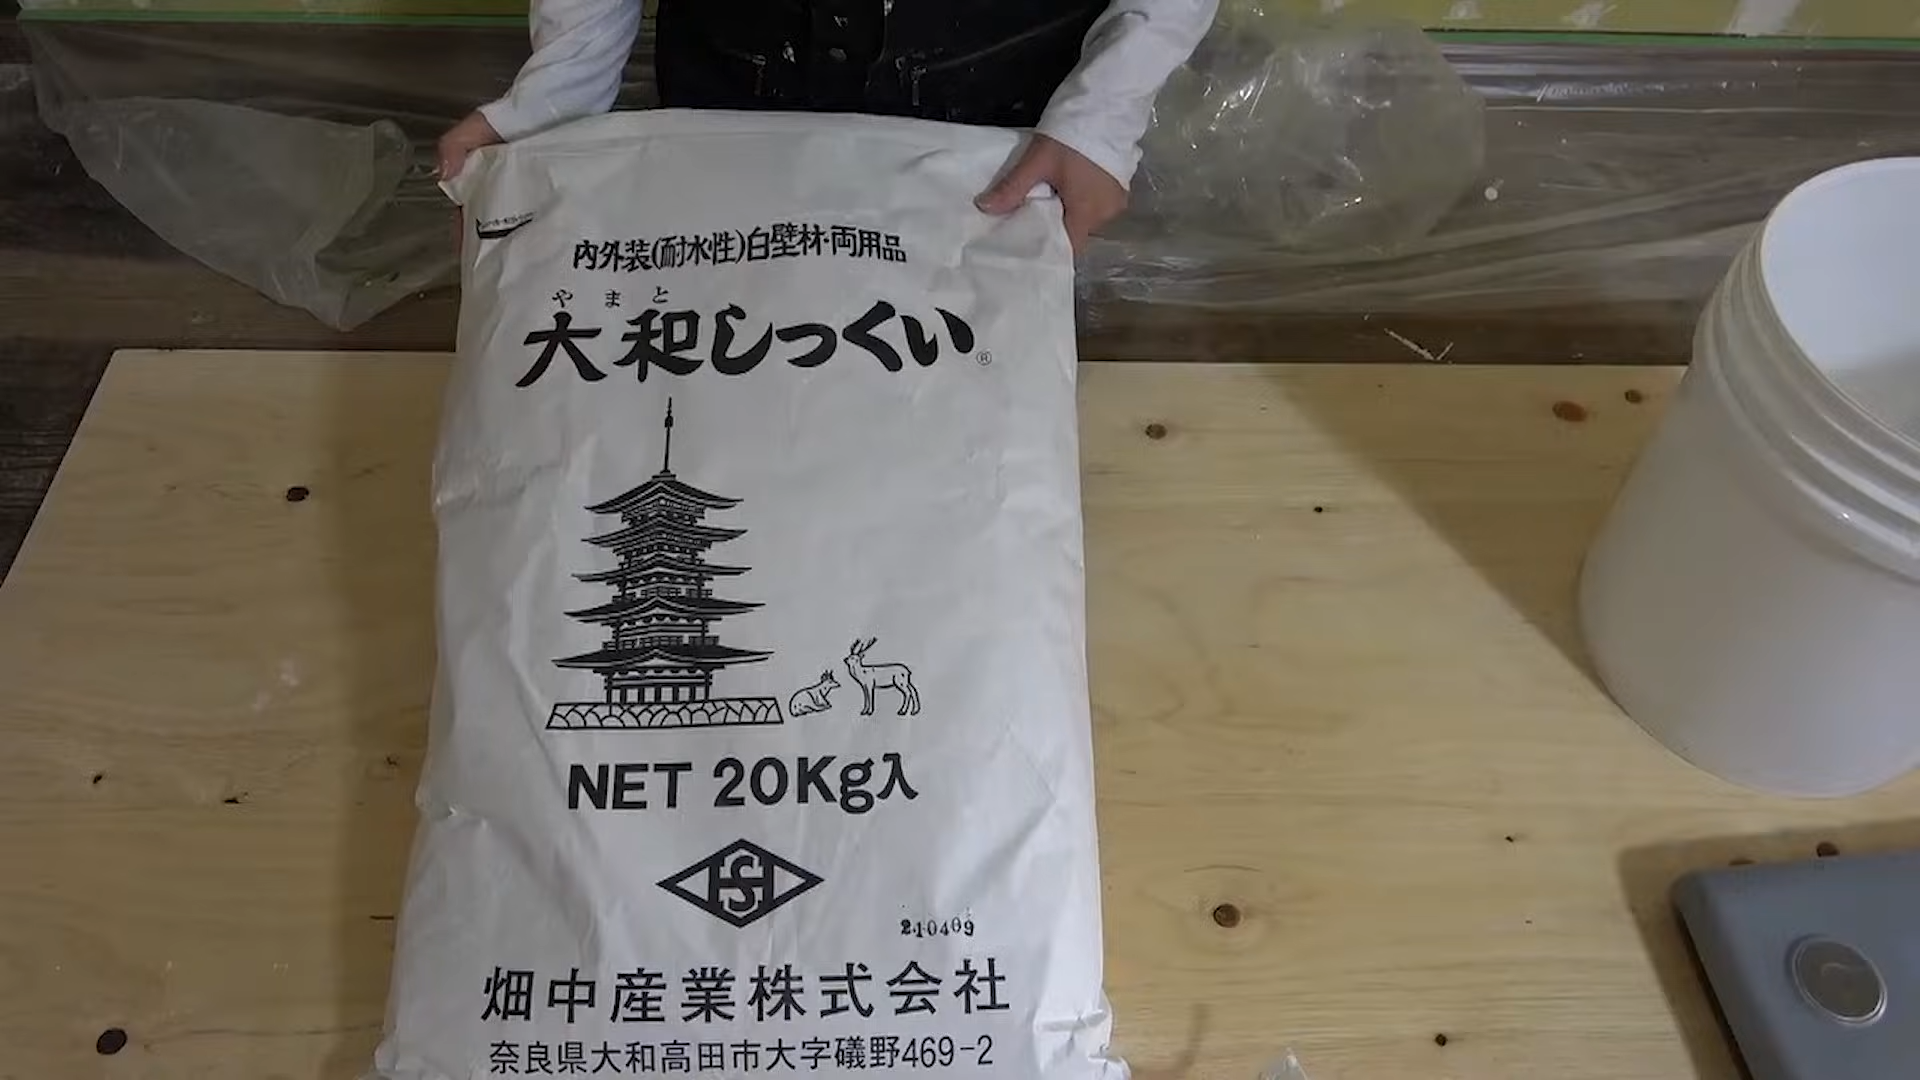 内外装(耐水性)白壁材・両用品
やまと
大和しっくい®
NET 20Kg入
HS
210409
畑中産業株式会社
奈良県大和高田市大字礒野469-2